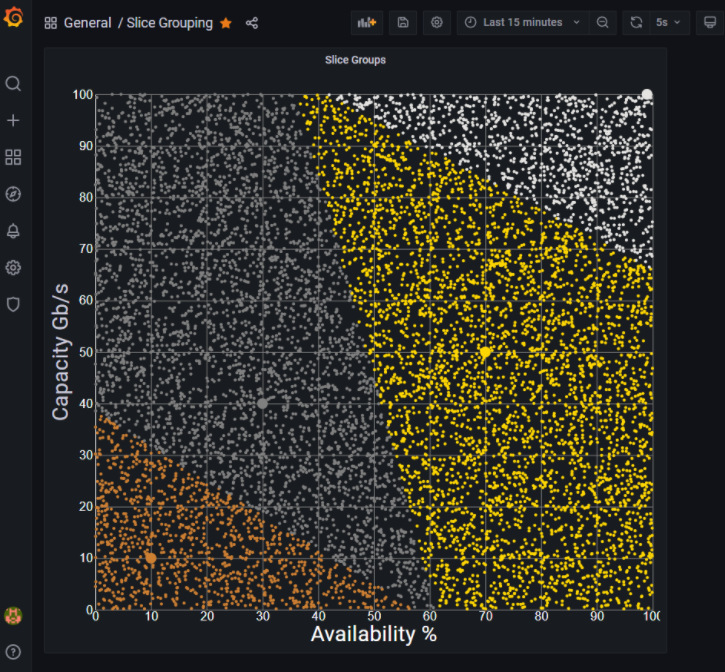 General / Slice Grouping
Last 15 minutes
5s
Slice Groups
100
90
80
70
60
50
40
30
20
10
0
Capacity Gb/s
0 10 20 30 40 50 60 70 80 90 100
Availability %